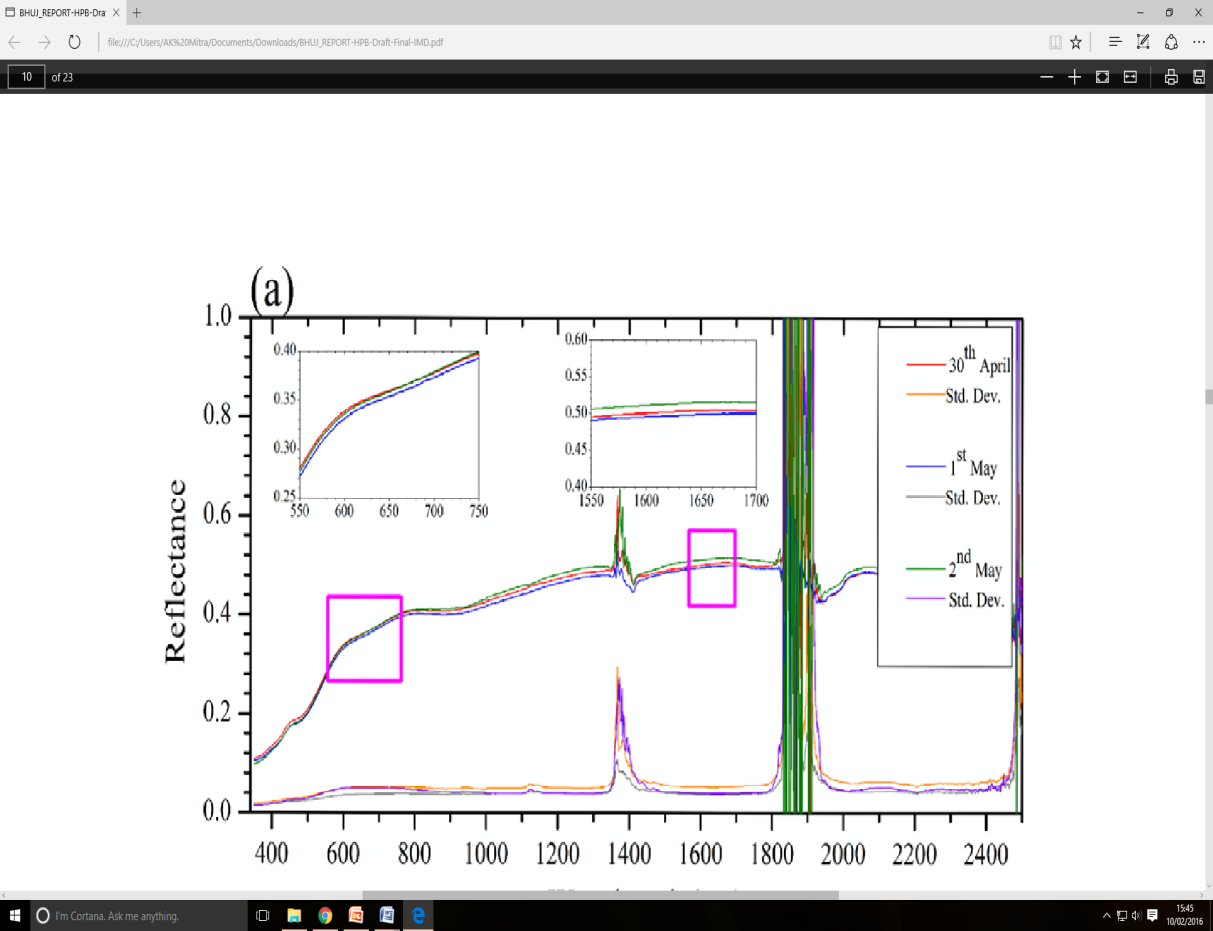 BHUJ_REPORT-HPB-Dra
file:///C:/Users/AK%20Mitra/Documents/Downloads/BHUJ_REPORT-HPB-Draft-Final-IMD.pdf
10 of 23
(a)
Reflectance
1.0
0.8
0.6
0.4
0.2
0.0
400 600 800 1000 1200 1400 1600 1800 2000 2200 2400
0.40
0.35
0.30
0.25
550 600 650 700 750
0.60
0.55
0.50
0.45
0.40
1550 1600 1650 1700
30th April
Std. Dev.
1st May
Std. Dev.
2nd May
Std. Dev.
I'm Cortana. Ask me anything.
15:45
10/02/2016